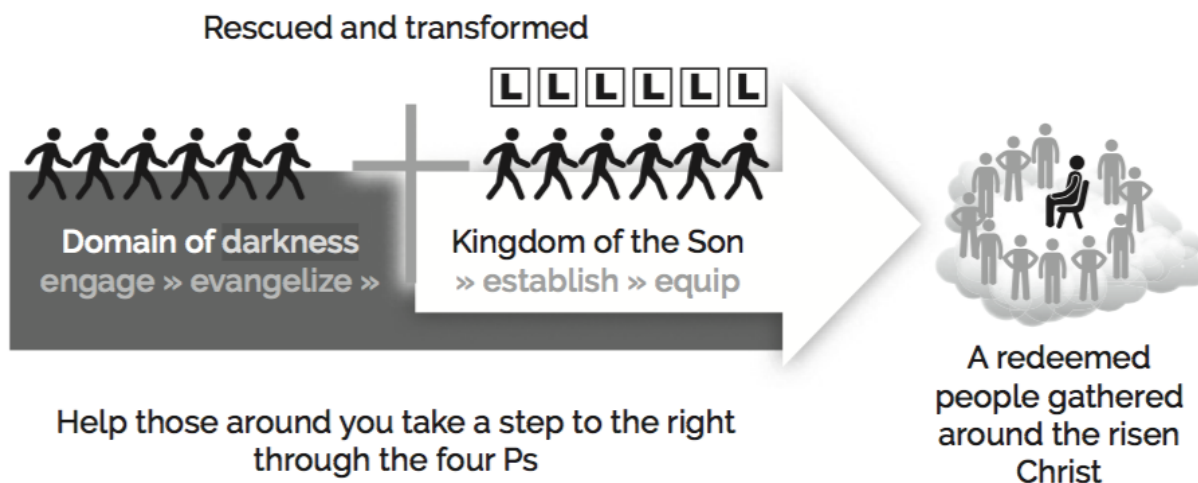 Rescued and transformed
L L L L L L
Domain of darkness
engage » evangelize »
Kingdom of the Son
» establish » equip
Help those around you take a step to the right
through the four Ps
A redeemed
people gathered
around the risen
Christ